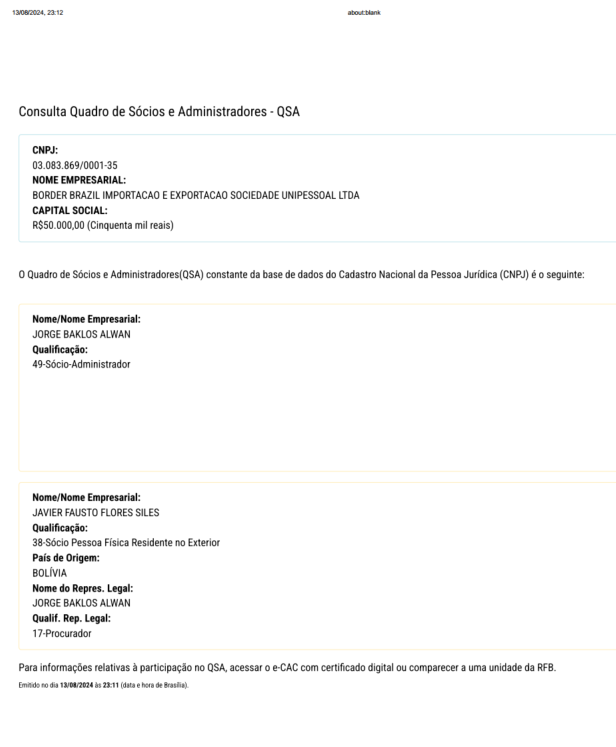 13/08/2024, 23:12
about:blank
Consulta Quadro de Sócios e Administradores - QSA
CNPJ:
03.083.869/0001-35
NOME EMPRESARIAL:
BORDER BRAZIL IMPORTACAO E EXPORTACAO SOCIEDADE UNIPESSOAL LTDA
CAPITAL SOCIAL:
R$50.000,00 (Cinquenta mil reais)
O Quadro de Sócios e Administradores(QSA) constante da base de dados do Cadastro Nacional da Pessoa Jurídica (CNPJ) é o seguinte:
Nome/Nome Empresarial:
JORGE BAKLOS ALWAN
Qualificação:
49-Sócio-Administrador
Nome/Nome Empresarial:
JAVIER FAUSTO FLORES SILES
Qualificação:
38-Sócio Pessoa Física Residente no Exterior
País de Origem:
BOLÍVIA
Nome do Repres. Legal:
JORGE BAKLOS ALWAN
Qualif. Rep. Legal:
17-Procurador
Para informações relativas à participação no QSA, acessar o e-CAC com certificado digital ou comparecer a uma unidade da RFB.
Emitido no dia 13/08/2024 às 23:11 (data e hora de Brasília).